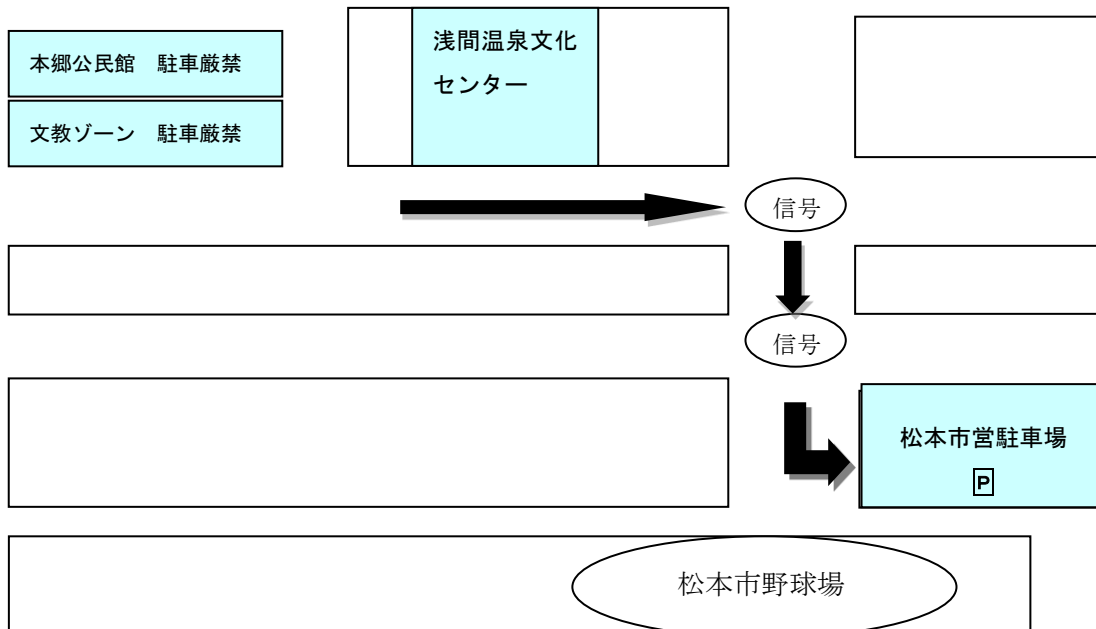 本郷公民館　駐車厳禁
文教ゾーン　駐車厳禁
浅間温泉文化
センター
信号
信号
松本市営駐車場
P
松本市野球場